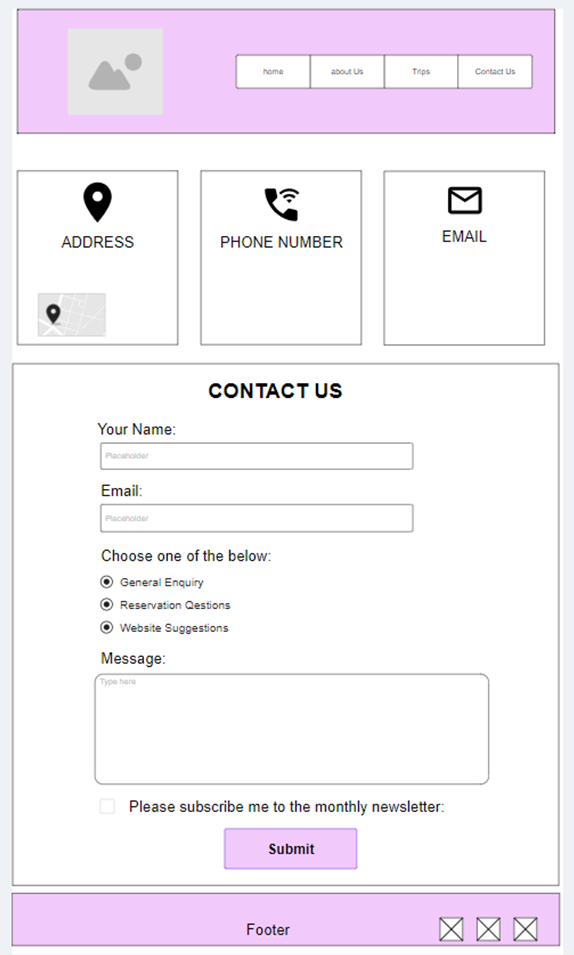 home
about Us
Trips
Contact Us
ADDRESS
PHONE NUMBER
EMAIL
CONTACT US
Your Name:
Placeholder
Email:
Placeholder
Choose one of the below:
General Enquiry
Reservation Qestions
Website Suggestions
Message:
Type here
Please subscribe me to the monthly newsletter:
Submit
Footer